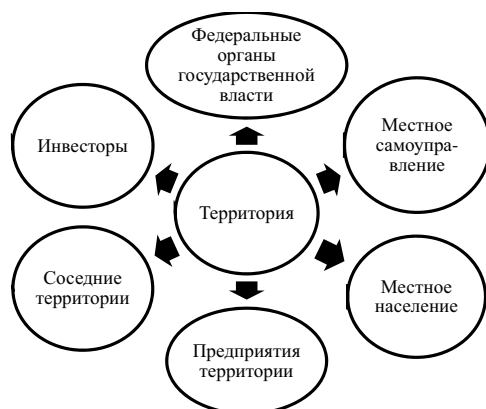 Федеральные
органы
государственной
власти
Инвесторы
Местное
самоупра-
вление
Территория
Соседние
территории
Местное
население
Предприятия
территории